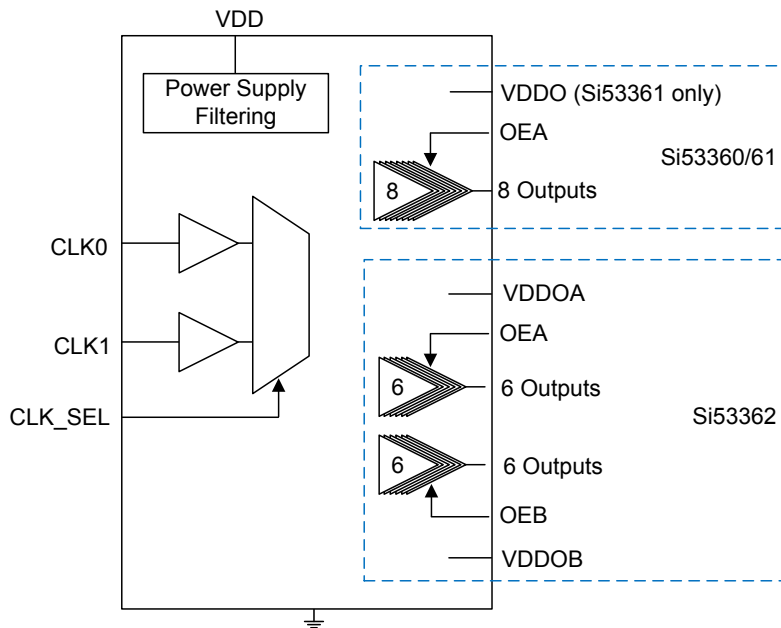 VDD
Power Supply
Filtering
VDDO (Si53361 only)
OEA
Si53360/61
8
8 Outputs
CLK0
VDDOA
OEA
CLK1
6
6 Outputs
CLK_SEL
Si53362
6
6 Outputs
OEB
VDDOB